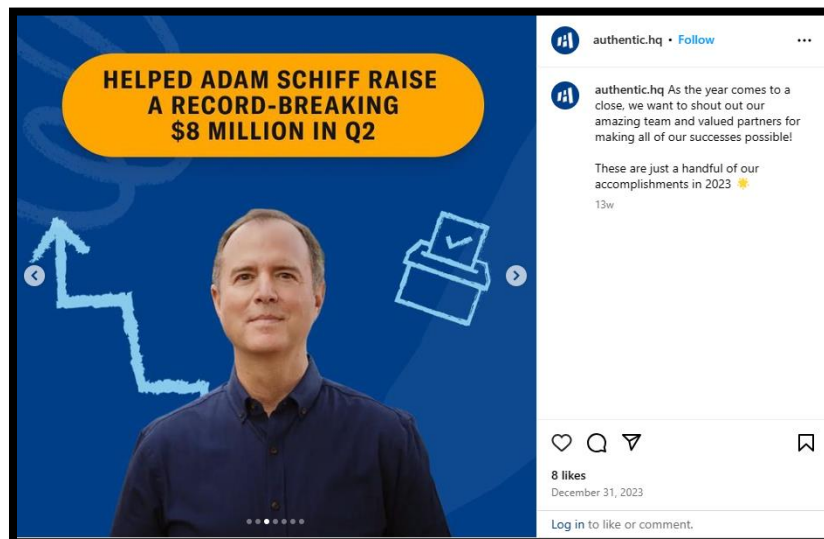 HELPED ADAM SCHIFF RAISE
A RECORD-BREAKING
$8 MILLION IN Q2
authentic.hq • Follow
authentic.hq As the year comes to a
close, we want to shout out our
amazing team and valued partners for
making all of our successes possible!
These are just a handful of our
accomplishments in 2023 🌟
13w
8 likes
December 31, 2023
Log in to like or comment.